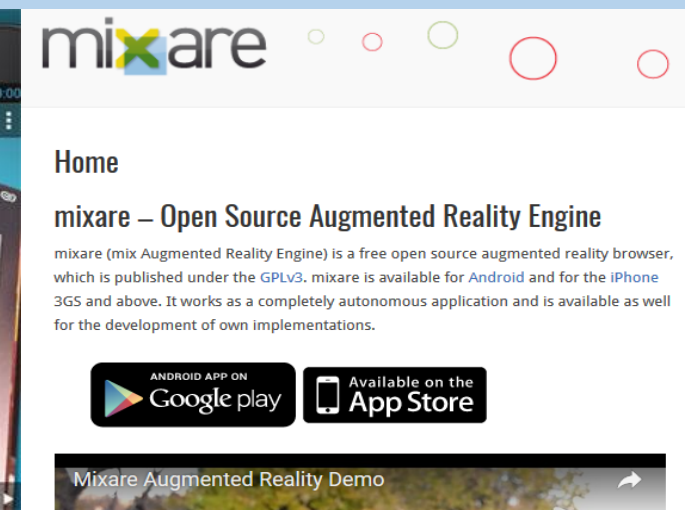 mixare
:00
Home
mixare – Open Source Augmented Reality Engine
mixare (mix Augmented Reality Engine) is a free open source augmented reality browser,
which is published under the GPLv3. mixare is available for Android and for the iPhone
3GS and above. It works as a completely autonomous application and is available as well
for the development of own implementations.
ANDROID APP ON
Google play
Available on the
App Store
Mixare Augmented Reality Demo